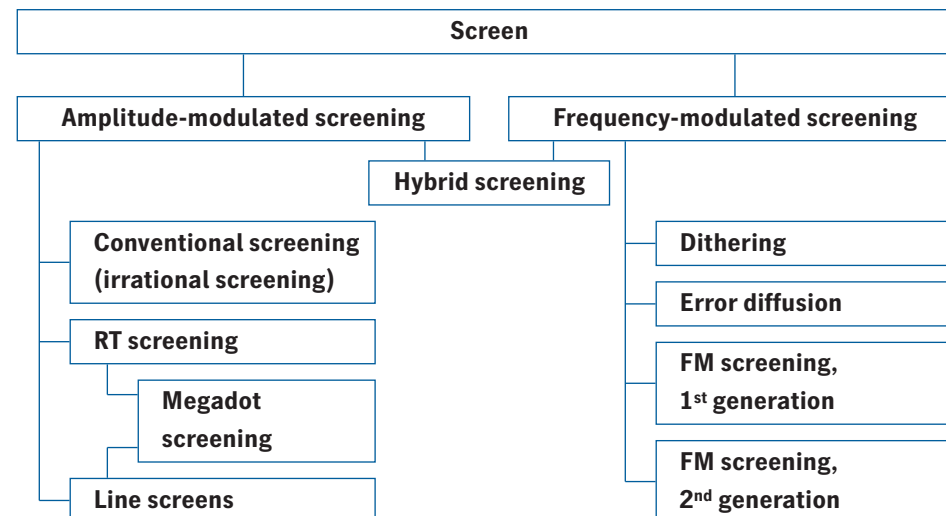 Screen
Amplitude-modulated screening
Frequency-modulated screening
Hybrid screening
Conventional screening
(irrational screening)
RT screening
Megadot
screening
Line screens
Dithering
Error diffusion
FM screening,
1st generation
FM screening,
2nd generation